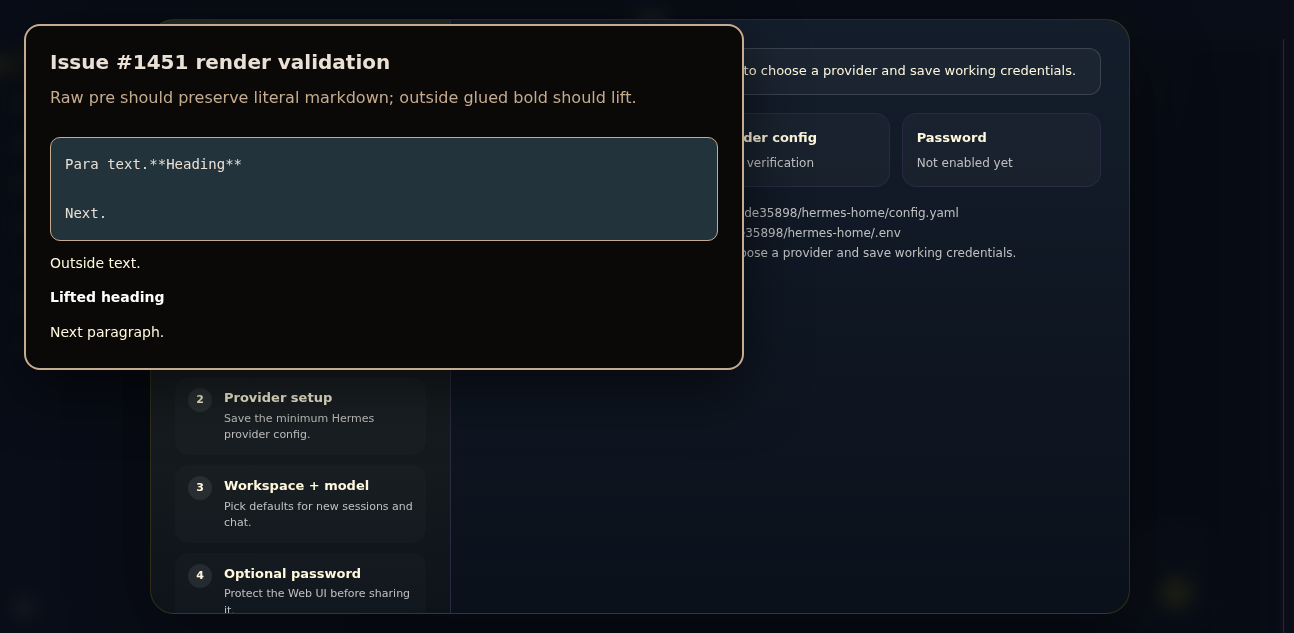 Issue #1451 render validation
Raw pre should preserve literal markdown; outside glued bold should lift.
Para text.**Heading**
Next.
Outside text.
Lifted heading
Next paragraph.
to choose a provider and save working credentials.
config
verification
Password
Not enabled yet
de35898/hermes-home/config.yaml
35898/hermes-home/.env
a provider and save working credentials.
2
Provider setup
Save the minimum Hermes
provider config.
3
Workspace + model
Pick defaults for new sessions and
chat.
4
Optional password
Protect the Web UI before sharing
it.